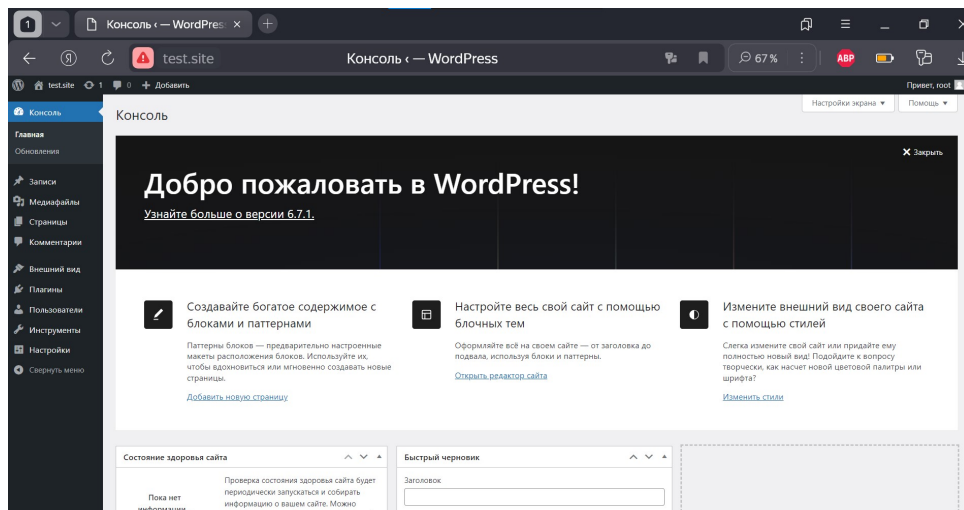 1
Консоль ‹ — WordPres
test.site
Консоль ‹ — WordPress
67 %
ABP
test.site 1 0 + Добавить
Привет, root
Консоль
Главная
Обновления
Записи
Медиафайлы
Страницы
Комментарии
Внешний вид
Плагины
Пользователи
Инструменты
Настройки
Свернуть меню
Настройки экрана
Помощь
Консоль
Закрыть
Добро пожаловать в WordPress!
Узнайте больше о версии 6.7.1.
Создавайте богатое содержимое с
блоками и паттернами
Паттерны блоков — предварительно настроенные
макеты расположения блоков. Используйте их,
чтобы вдохновиться или мгновенно создавать новые
страницы.
Добавить новую страницу
Настройте весь свой сайт с помощью
блочных тем
Оформляйте всё на своем сайте — от заголовка до
подвала, используя блоки и паттерны.
Открыть редактор сайта
Измените внешний вид своего сайта
с помощью стилей
Слегка измените свой сайт или придайте ему
полностью новый вид! Подойдите к вопросу
творчески, как насчет новой цветовой палитры или
шрифта?
Изменить стили
Состояние здоровья сайта
Пока нет
информации
Проверка состояния здоровья сайта будет
периодически запускаться и собирать
информацию о вашем сайте. Можно
Быстрый черновик
Заголовок